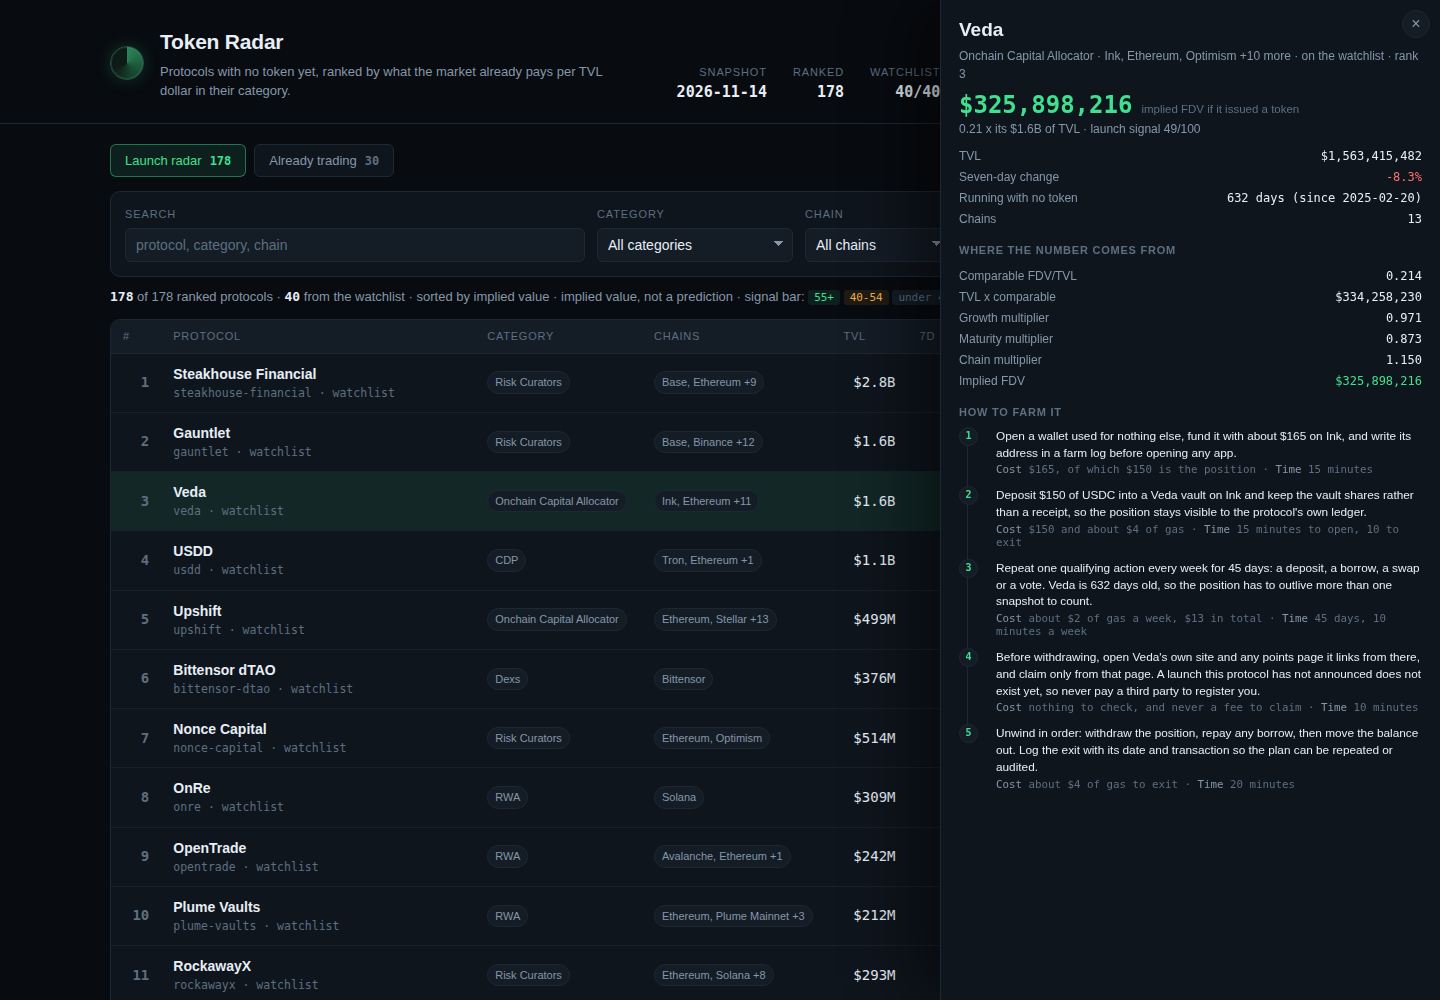 Token Radar
Protocols with no token yet, ranked by what the market already pays per TVL
dollar in their category.
SNAPSHOT
2026-11-14
RANKED
178
WATCHLIST
40/40
Launch radar 178
Already trading 30
SEARCH
protocol, category, chain
CATEGORY
All categories
CHAIN
All chains
178 of 178 ranked protocols · 40 from the watchlist · sorted by implied value · implied value, not a prediction · signal bar: 55+ 40-54 under
# PROTOCOL CATEGORY CHAINS TVL 7D
1 Steakhouse Financial Risk Curators Base, Ethereum +9 $2.8B
steakhouse-financial · watchlist
2 Gauntlet Risk Curators Base, Binance +12 $1.6B
gauntlet · watchlist
3 Veda Onchain Capital Allocator Ink, Ethereum +11 $1.6B
veda · watchlist
4 USDD CDP Tron, Ethereum +1 $1.1B
usdd · watchlist
5 Upshift Onchain Capital Allocator Ethereum, Stellar +13 $499M
upshift · watchlist
6 Bittensor dTAO Dexs Bittensor $376M
bittensor-dtao · watchlist
7 Nonce Capital Risk Curators Ethereum, Optimism $514M
nonce-capital · watchlist
8 OnRe RWA Solana $309M
onre · watchlist
9 OpenTrade RWA Avalanche, Ethereum +1 $242M
opentrade · watchlist
10 Plume Vaults RWA Ethereum, Plume Mainnet +3 $212M
plume-vaults · watchlist
11 RockawayX Risk Curators Ethereum, Solana +8 $293M
rockawayx · watchlist
Veda
×
Onchain Capital Allocator · Ink, Ethereum, Optimism +10 more · on the watchlist · rank
3
$325,898,216 implied FDV if it issued a token
0.21 x its $1.6B of TVL · launch signal 49/100
TVL $1,563,415,482
Seven-day change -8.3%
Running with no token 632 days (since 2025-02-20)
Chains 13
WHERE THE NUMBER COMES FROM
Comparable FDV/TVL 0.214
TVL x comparable $334,258,230
Growth multiplier 0.971
Maturity multiplier 0.873
Chain multiplier 1.150
Implied FDV $325,898,216
HOW TO FARM IT
1 Open a wallet used for nothing else, fund it with about $165 on Ink, and write its
address in a farm log before opening any app.
Cost $165, of which $150 is the position · Time 15 minutes
2 Deposit $150 of USDC into a Veda vault on Ink and keep the vault shares rather
than a receipt, so the position stays visible to the protocol's own ledger.
Cost $150 and about $4 of gas · Time 15 minutes to open, 10 to
exit
3 Repeat one qualifying action every week for 45 days: a deposit, a borrow, a swap
or a vote. Veda is 632 days old, so the position has to outlive more than one
snapshot to count.
Cost about $2 of gas a week, $13 in total · Time 45 days, 10
minutes a week
4 Before withdrawing, open Veda's own site and any points page it links from there,
and claim only from that page. A launch this protocol has not announced does not
exist yet, so never pay a third party to register you.
Cost nothing to check, and never a fee to claim · Time 10 minutes
5 Unwind in order: withdraw the position, repay any borrow, then move the balance
out. Log the exit with its date and transaction so the plan can be repeated or
audited.
Cost about $4 of gas to exit · Time 20 minutes